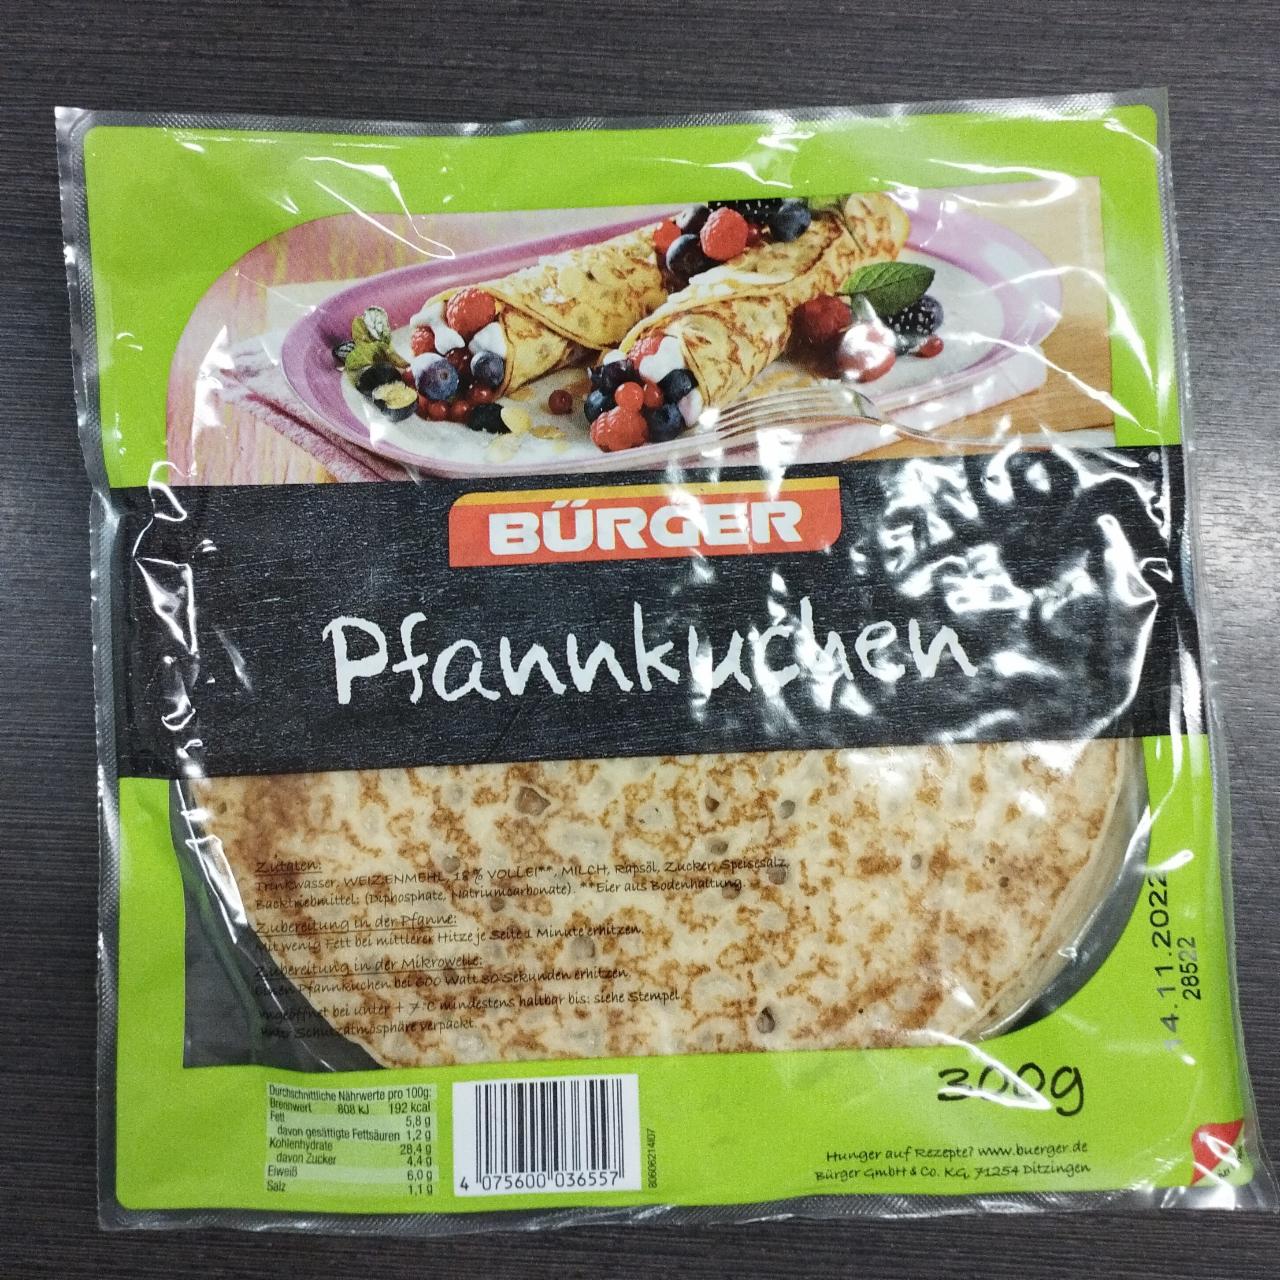 BÜRGER
Pfannkuchen
Zutaten:
Trinkwasser, WEIZENMEHL, 18% VOLLEI**, MILCH, Rapsöl, Zucker, Speisesalz,
Backtriebmittel: (Diphosphate, Natriumcarbonate). **Eier aus Bodenhaltung.
Zubereitung in der Pfanne:
Mit wenig Fett bei mittlerer Hitze je Seite 1 Minute erhitzen.
Zubereitung in der Mikrowelle:
Einen Pfannkuchen bei 600 Watt 30 Sekunden erhitzen.
Ungeöffnet bei unter + 7°C mindestens haltbar bis: siehe Stempel.
Unter Schutzatmosphäre verpackt.
14.11.2022
28522
300g
Durchschnittliche Nährwerte pro 100g:
Brennwert 808 kJ 192 kcal
Fett 5,8 g
davon gesättigte Fettsäuren 1,2 g
Kohlenhydrate 28,4 g
davon Zucker 4,4 g
Eiweiß 6,0 g
Salz 1,1 g
4 075600 036557
80606214I07
Hunger auf Rezepte? www.buerger.de
Bürger GmbH & Co. KG, 71254 Ditzingen